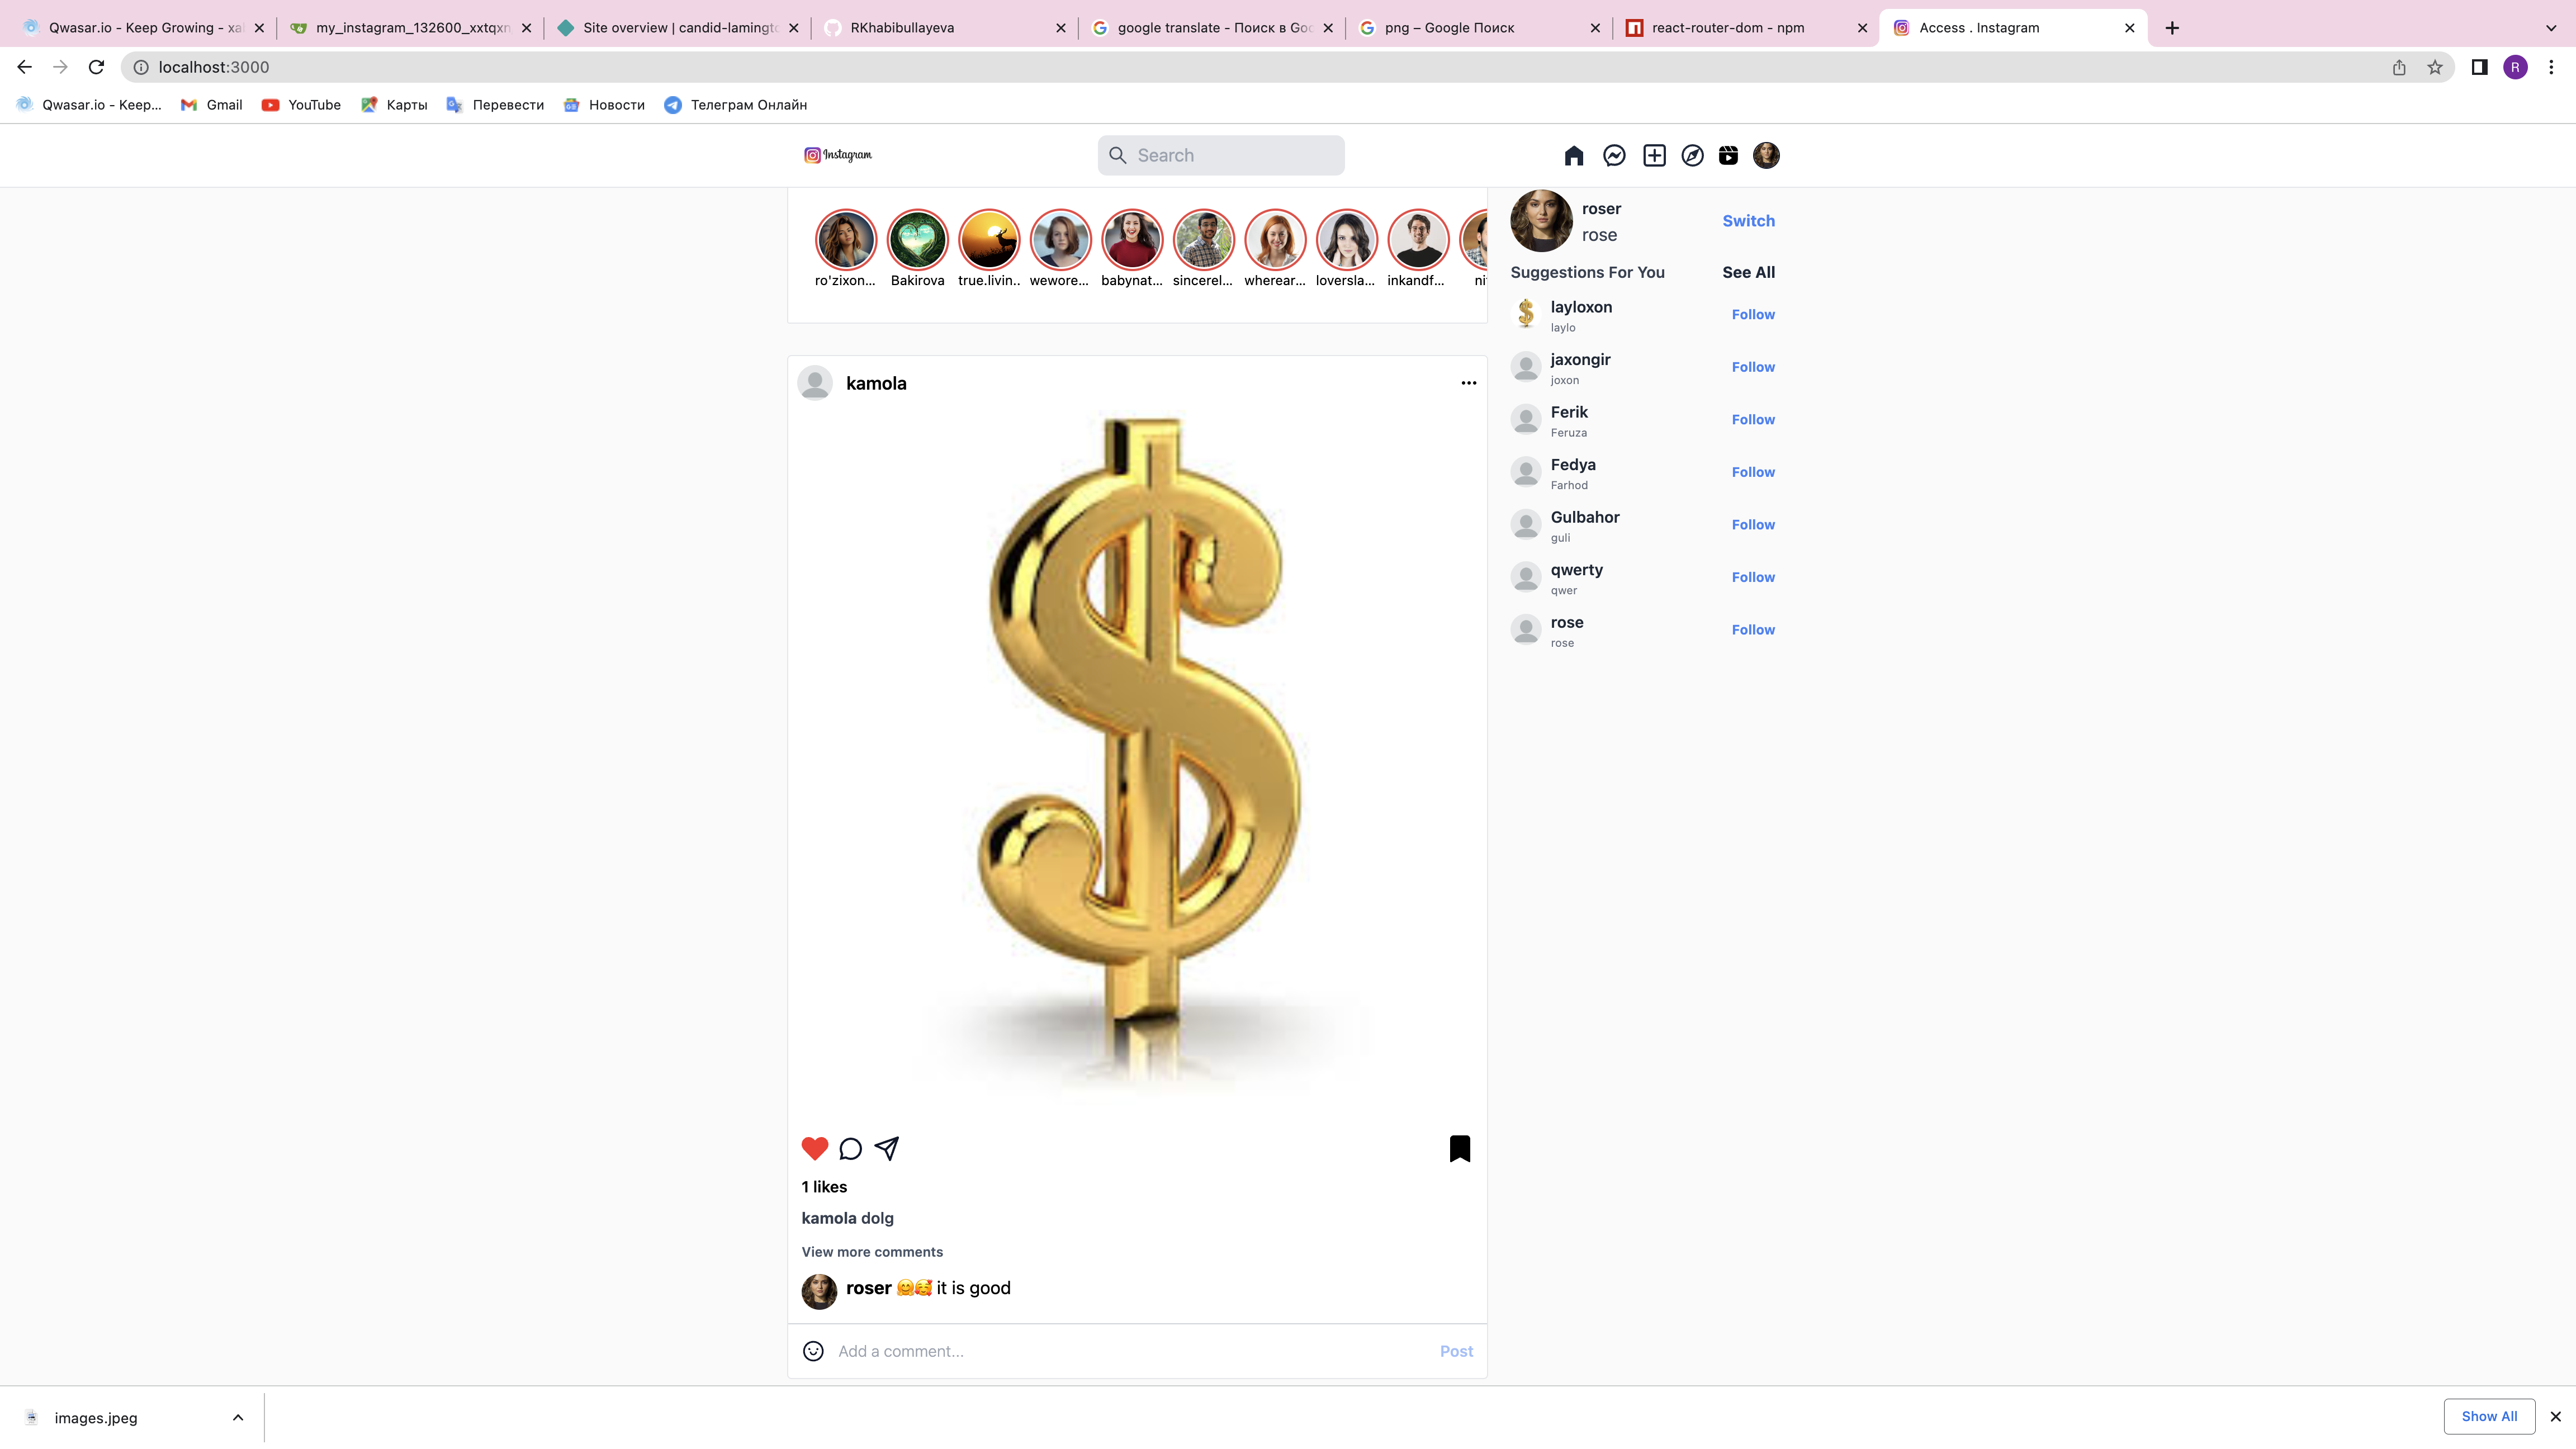 Qwasar.io - Keep Growing - xa
my_instagram_132600_xxtqxn
Site overview | candid-lamingto
RKhabibullayeva
google translate - Поиск в Goo
png – Google Поиск
react-router-dom - npm
Access . Instagram
localhost:3000
R
Qwasar.io - Keep...
Gmail
YouTube
Карты
Перевести
Новости
Телеграм Онлайн
Instagram
Search
ro'zixon...
Bakirova
true.livin..
wewore...
babynat...
sincerel...
wherear...
loversla...
inkandf...
roser
rose
Switch
Suggestions For You
See All
layloxon
laylo
Follow
jaxongir
joxon
Follow
Ferik
Feruza
Follow
Fedya
Farhod
Follow
Gulbahor
guli
Follow
qwerty
qwer
Follow
rose
rose
Follow
kamola
1 likes
kamola dolg
View more comments
roser 🤗🥰 it is good
Add a comment...
Post
images.jpeg
Show All